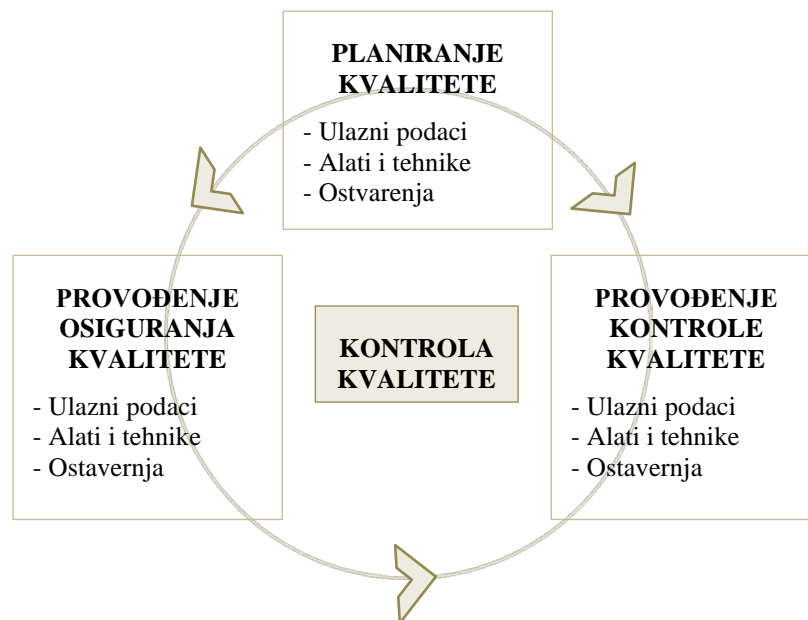 PLANIRANJE
KVALITETE
- Ulazni podaci
- Alati i tehnike
- Ostvarenja
PROVOĐENJE
OSIGURANJA
KVALITETE
- Ulazni podaci
- Alati i tehnike
- Ostavernja
KONTROLA
KVALITETE
PROVOĐENJE
KONTROLE
KVALITETE
- Ulazni podaci
- Alati i tehnike
- Ostavernja